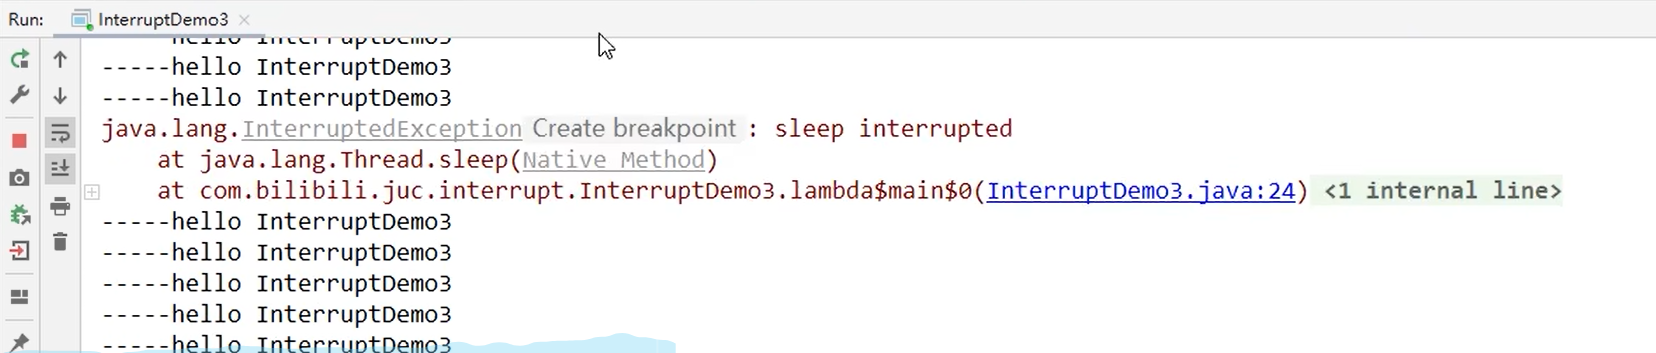 Run: InterruptDemo3
-----hello InterruptDemo3
-----hello InterruptDemo3
-----hello InterruptDemo3
java.lang.InterruptedException Create breakpoint : sleep interrupted
at java.lang.Thread.sleep(Native Method)
at com.bilibili.juc.interrupt.InterruptDemo3.lambda$main$0(InterruptDemo3.java:24) <1 internal line>
-----hello InterruptDemo3
-----hello InterruptDemo3
-----hello InterruptDemo3
-----hello InterruptDemo3
-----hello InterruptDemo3